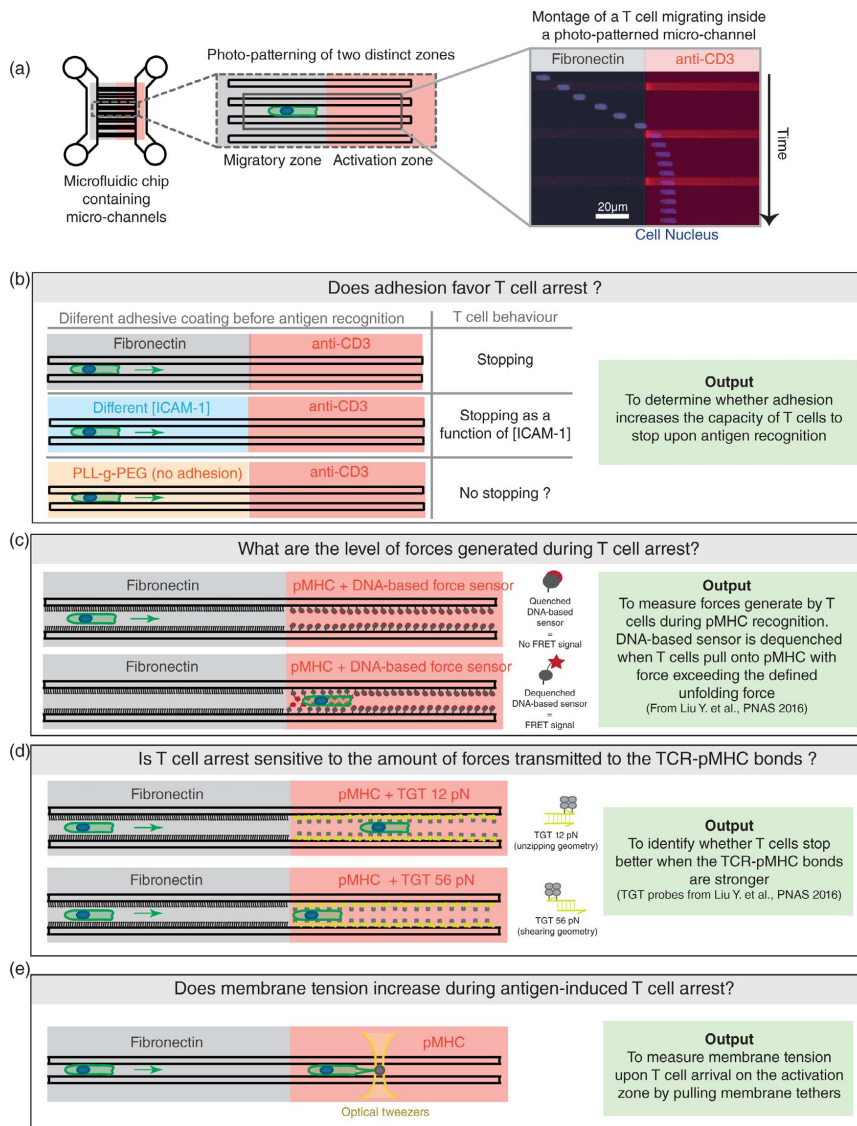 (a)
Microfluidic chip
containing
micro-channels
Photo-patterning of two distinct zones
Migratory zone
Activation zone
Montage of a T cell migrating inside
a photo-patterned micro-channel
Fibronectin
anti-CD3
20µm
Time
Cell Nucleus
(b)
Does adhesion favor T cell arrest ?
Diifferent adhesive coating before antigen recognition
T cell behaviour
Fibronectin
anti-CD3
Stopping
Different [ICAM-1]
anti-CD3
Stopping as a
function of [ICAM-1]
PLL-g-PEG (no adhesion)
anti-CD3
No stopping ?
Output
To determine whether adhesion
increases the capacity of T cells to
stop upon antigen recognition
(c)
What are the level of forces generated during T cell arrest?
Fibronectin
pMHC + DNA-based force sensor
Quenched
DNA-based
sensor
=
No FRET signal
Fibronectin
pMHC + DNA-based force sensor
Dequenched
DNA-based sensor
=
FRET signal
Output
To measure forces generate by T
cells during pMHC recognition.
DNA-based sensor is dequenched
when T cells pull onto pMHC with
force exceeding the defined
unfolding force
(From Liu Y. et al., PNAS 2016)
(d)
Is T cell arrest sensitive to the amount of forces transmitted to the TCR-pMHC bonds ?
Fibronectin
pMHC + TGT 12 pN
TGT 12 pN
(unzipping geometry)
Fibronectin
pMHC + TGT 56 pN
TGT 56 pN
(shearing geometry)
Output
To identify whether T cells stop
better when the TCR-pMHC bonds
are stronger
(TGT probes from Liu Y. et al., PNAS 2016)
(e)
Does membrane tension increase during antigen-induced T cell arrest?
Fibronectin
pMHC
Optical tweezers
Output
To measure membrane tension
upon T cell arrival on the activation
zone by pulling membrane tethers